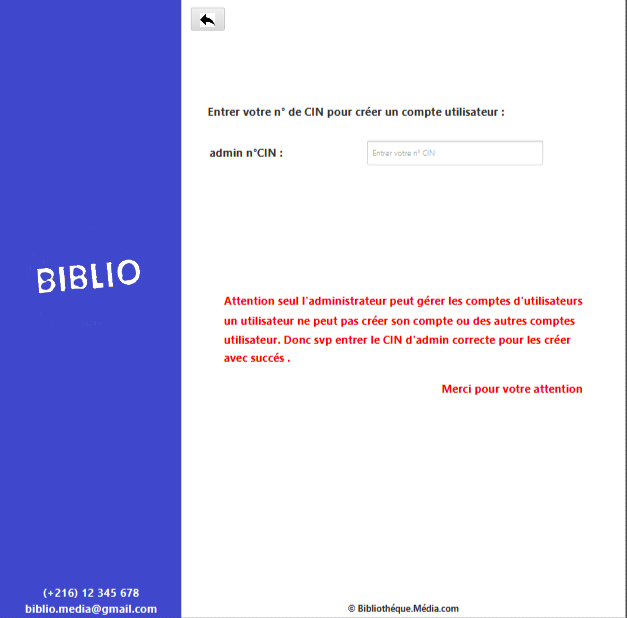 Entrer votre n° de CIN pour créer un compte utilisateur :
admin n°CIN :
Entrer votre n° CIN
BIBLIO
Attention seul l'administrateur peut gérer les comptes d'utilisateurs
un utilisateur ne peut pas créer son compte ou des autres comptes
utilisateur. Donc svp entrer le CIN d'admin correcte pour les créer
avec succés .
Merci pour votre attention
(+216) 12 345 678
biblio.media@gmail.com
© Bibliothéque.Média.com